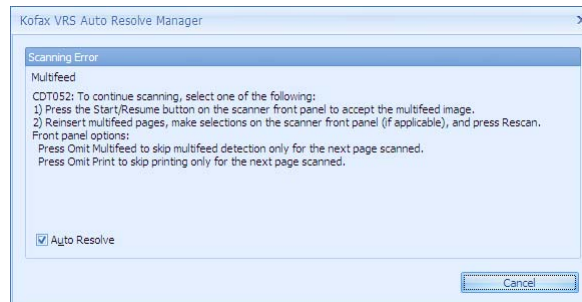 Kofax VRS Auto Resolve Manager
Scanning Error
Multifeed
CDT052: To continue scanning, select one of the following:
1) Press the Start/Resume button on the scanner front panel to accept the multifeed image.
2) Reinsert multifeed pages, make selections on the scanner front panel (if applicable), and press Rescan.
Front panel options:
Press Omit Multifeed to skip multifeed detection only for the next page scanned.
Press Omit Print to skip printing only for the next page scanned.
Auto Resolve
Cancel